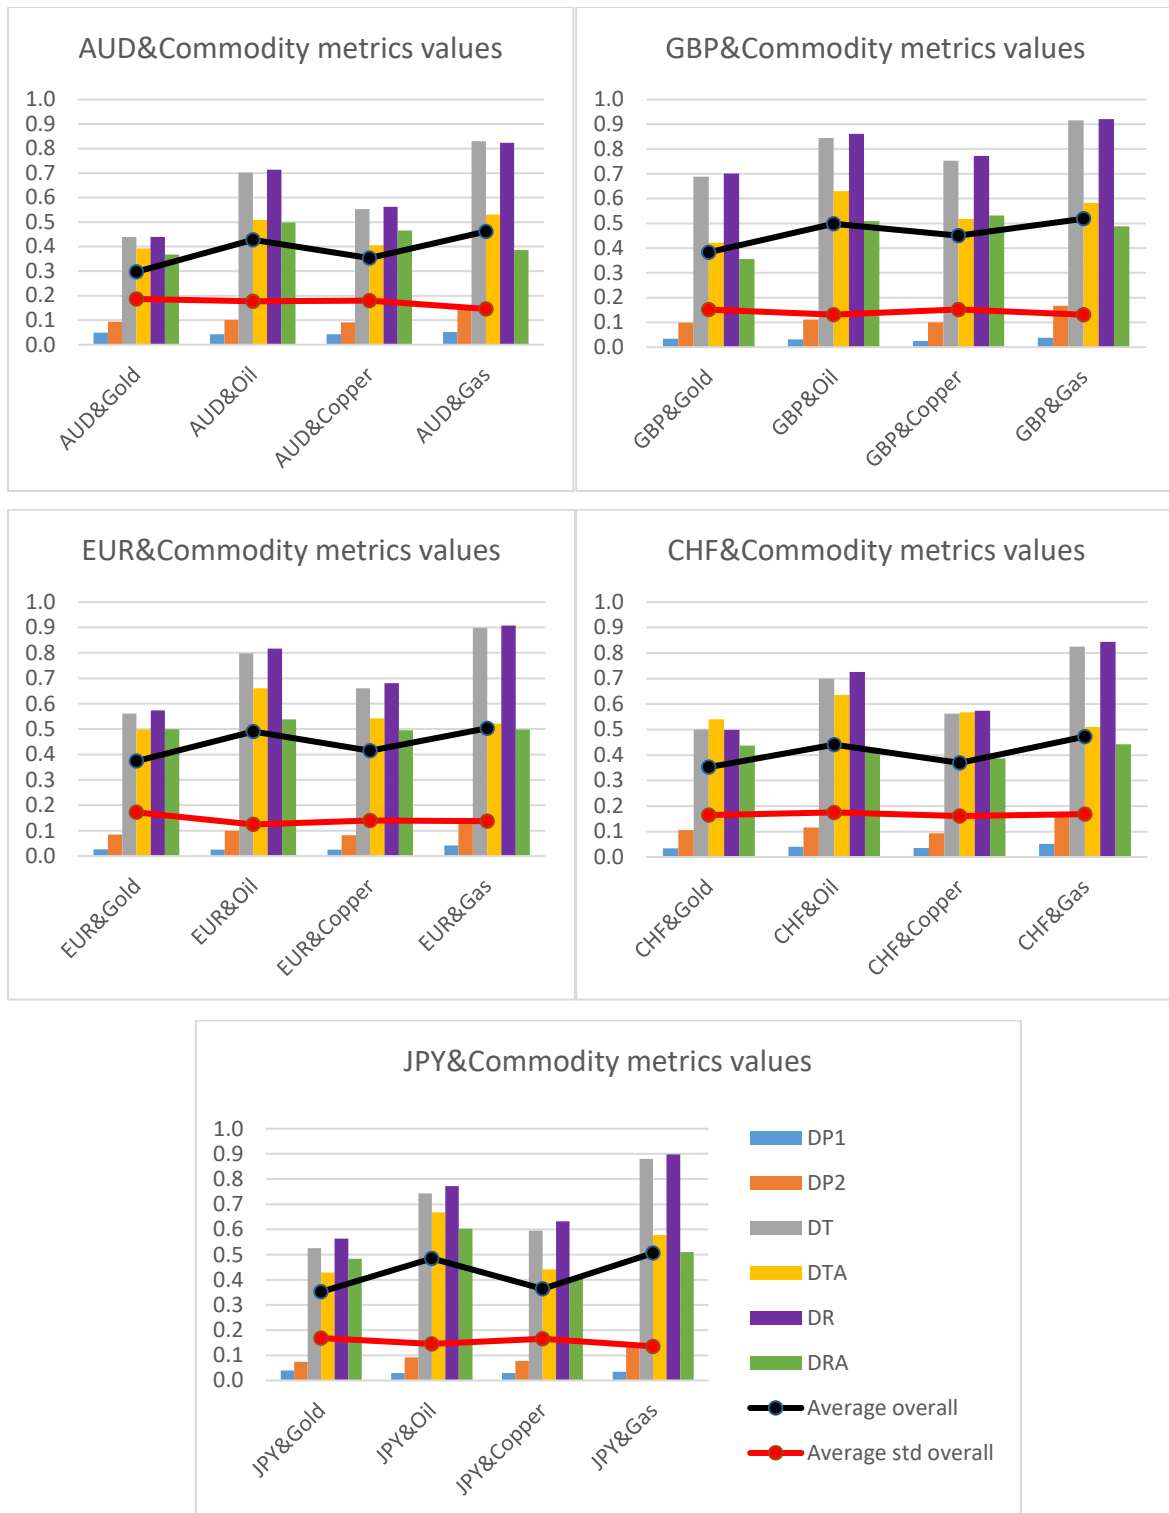 AUD&Commodity metrics values
1.0
0.9
0.8
0.7
0.6
0.5
0.4
0.3
0.2
0.1
0.0
AUD&Gold
AUD&Oil
AUD&Copper
AUD&Gas
GBP&Commodity metrics values
1.0
0.9
0.8
0.7
0.6
0.5
0.4
0.3
0.2
0.1
0.0
GBP&Gold
GBP&Oil
GBP&Copper
GBP&Gas
EUR&Commodity metrics values
1.0
0.9
0.8
0.7
0.6
0.5
0.4
0.3
0.2
0.1
0.0
EUR&Gold
EUR&Oil
EUR&Copper
EUR&Gas
CHF&Commodity metrics values
1.0
0.9
0.8
0.7
0.6
0.5
0.4
0.3
0.2
0.1
0.0
CHF&Gold
CHF&Oil
CHF&Copper
CHF&Gas
JPY&Commodity metrics values
1.0
0.9
0.8
0.7
0.6
0.5
0.4
0.3
0.2
0.1
0.0
JPY&Gold
JPY&Oil
JPY&Copper
JPY&Gas
DP1
DP2
DT
DTA
DR
DRA
Average overall
Average std overall